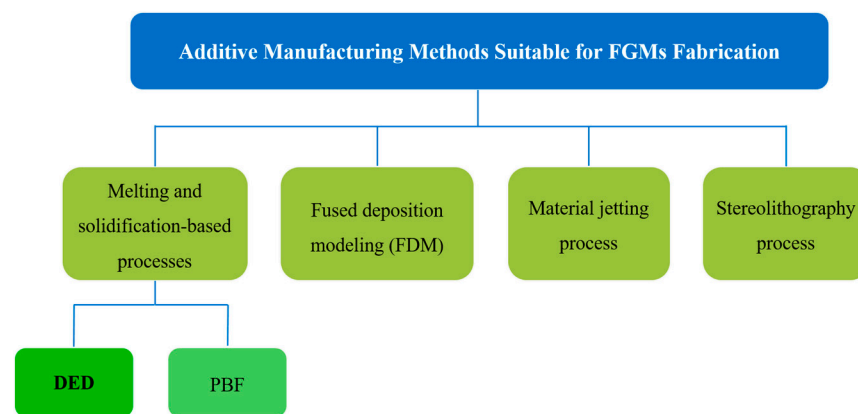 Additive Manufacturing Methods Suitable for FGMs Fabrication
Melting and
solidification-based
processes
Fused deposition
modeling (FDM)
Material jetting
process
Stereolithography
process
DED
PBF